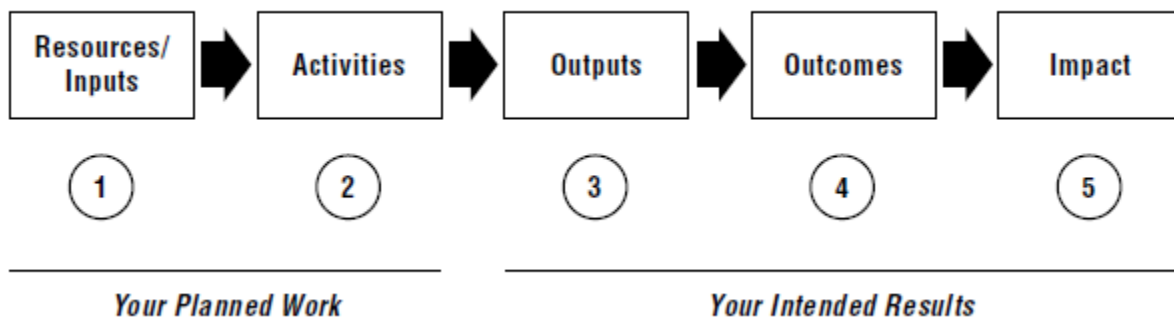 Resources/
Inputs
Activities
Outputs
Outcomes
Impact
1
2
3
4
5
Your Planned Work
Your Intended Results